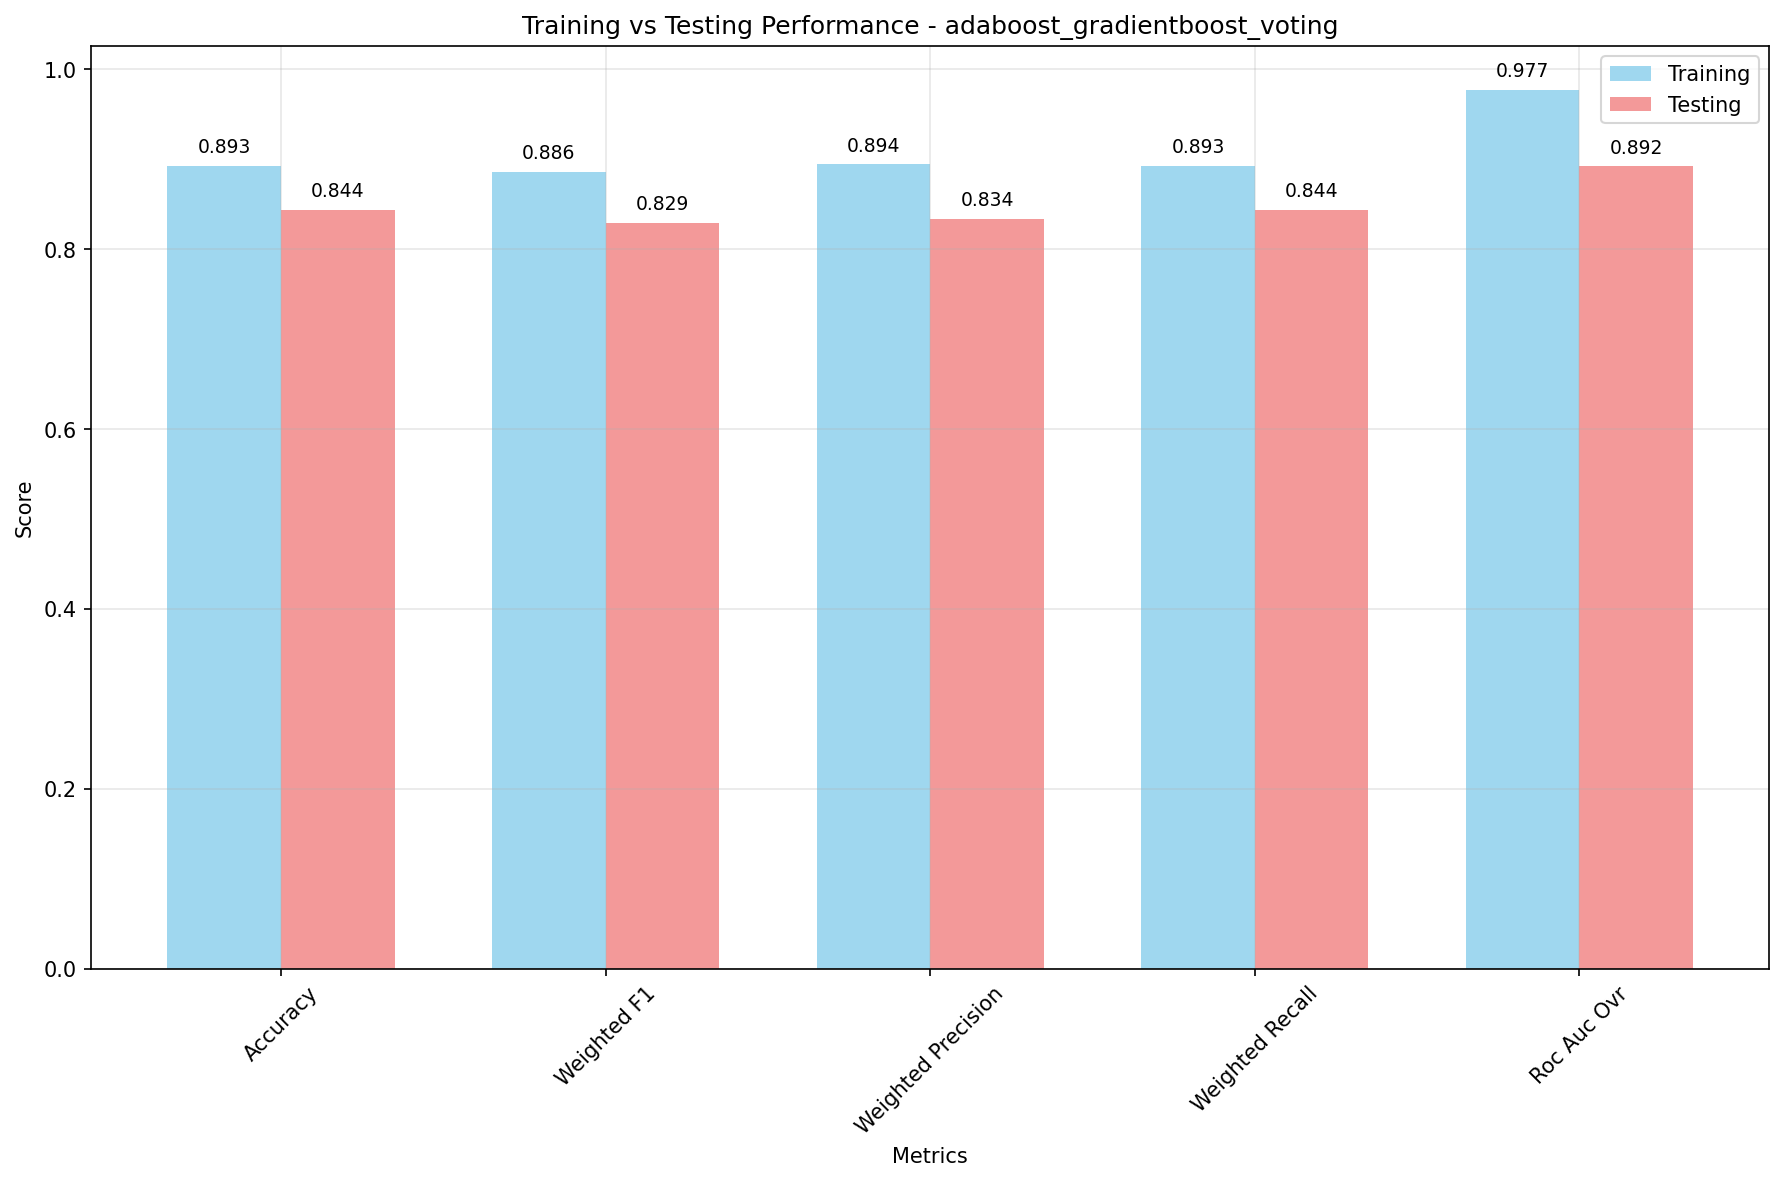 Training vs Testing Performance - adaboost_gradientboost_voting
Training
Testing
Score
1.0
0.8
0.6
0.4
0.2
0.0
0.893
0.844
0.886
0.829
0.894
0.834
0.893
0.844
0.977
0.892
Accuracy
Weighted F1
Weighted Precision
Weighted Recall
Roc Auc Ovr
Metrics